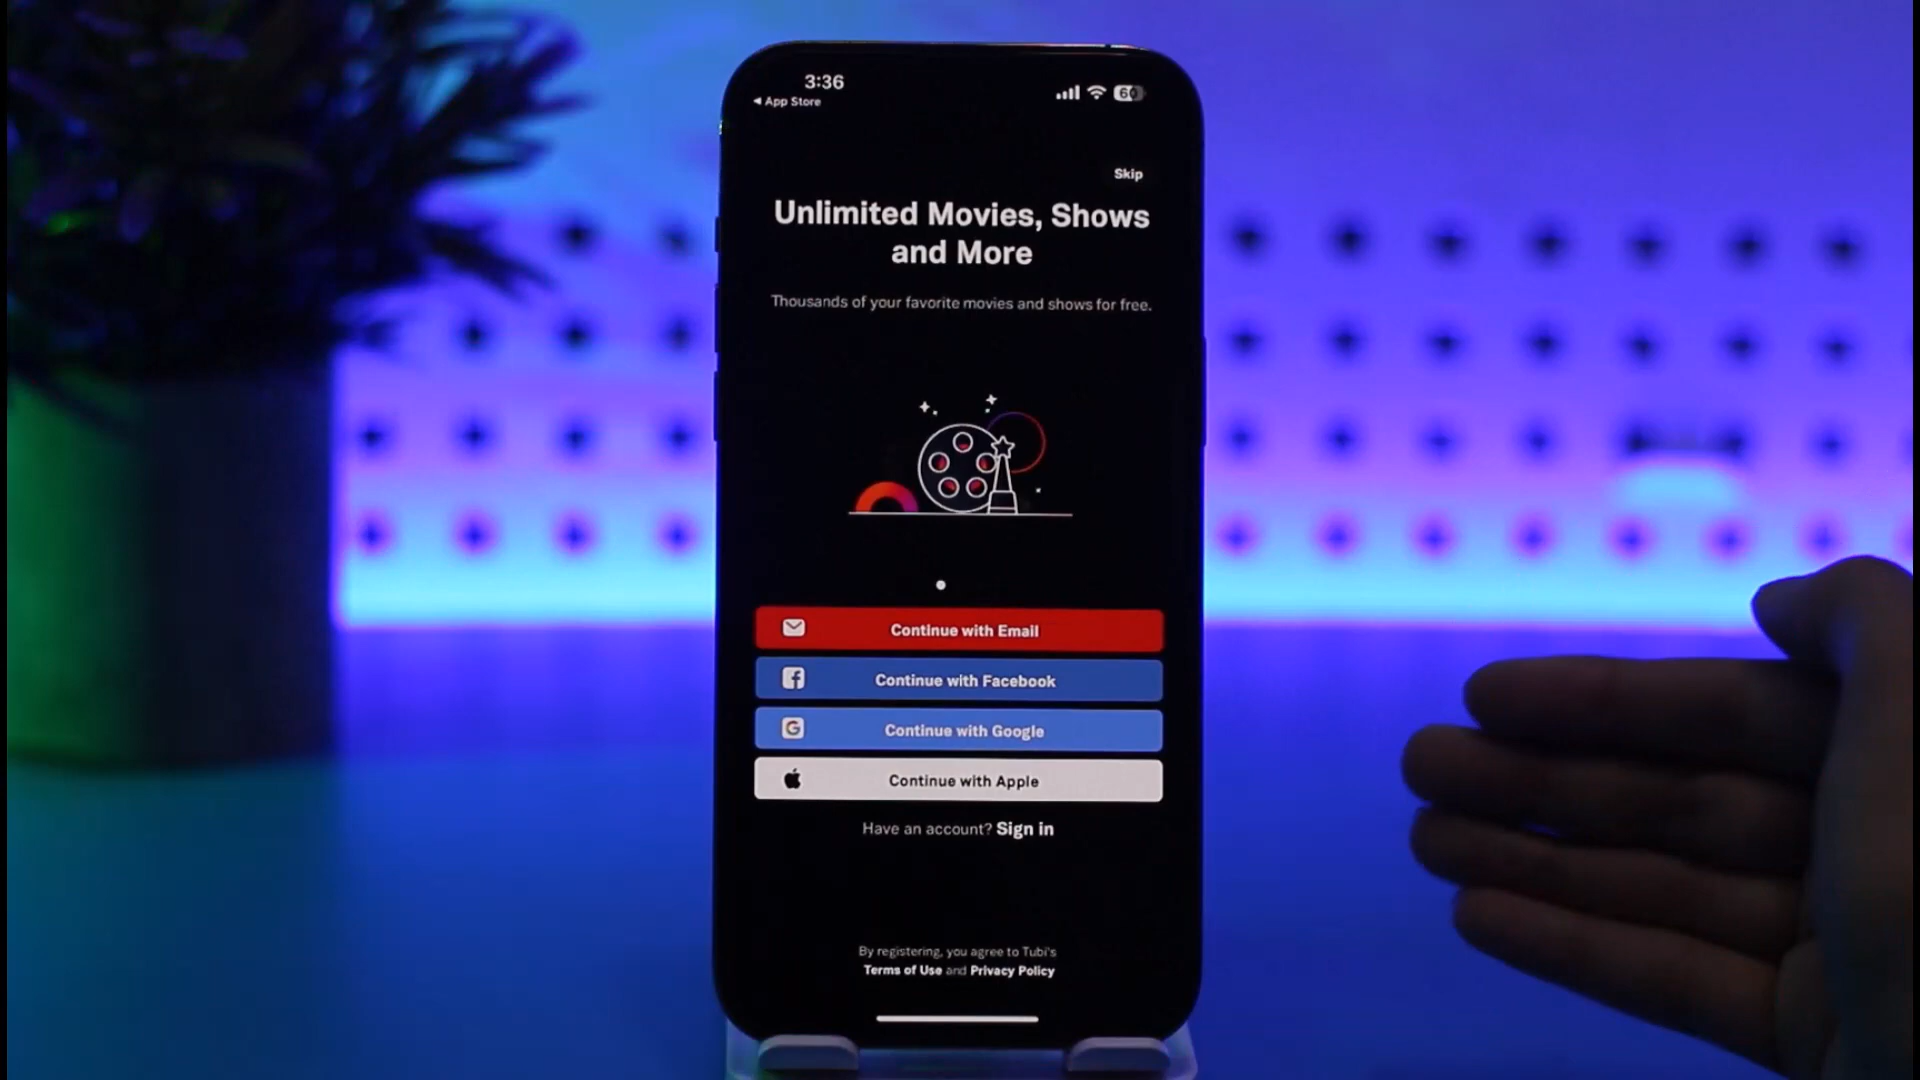 3:36
◀ App Store
60
Skip
Unlimited Movies, Shows
and More
Thousands of your favorite movies and shows for free.
Continue with Email
Continue with Facebook
Continue with Google
Continue with Apple
Have an account? Sign in
By registering, you agree to Tubi's
Terms of Use and Privacy Policy